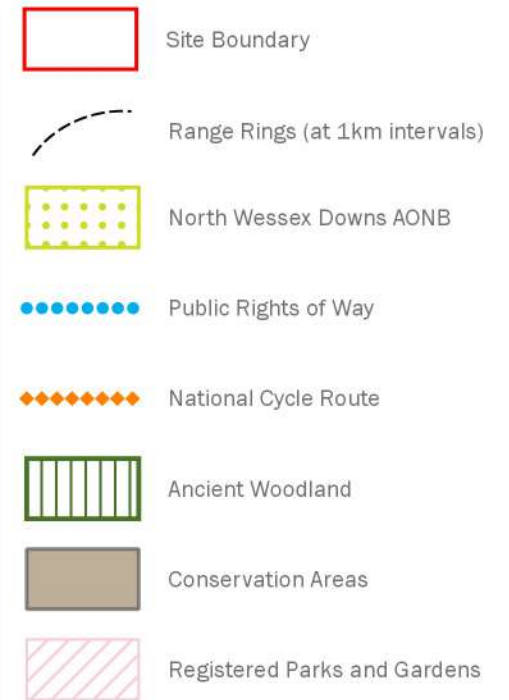 Site Boundary
Range Rings (at 1km intervals)
North Wessex Downs AONB
Public Rights of Way
National Cycle Route
Ancient Woodland
Conservation Areas
Registered Parks and Gardens